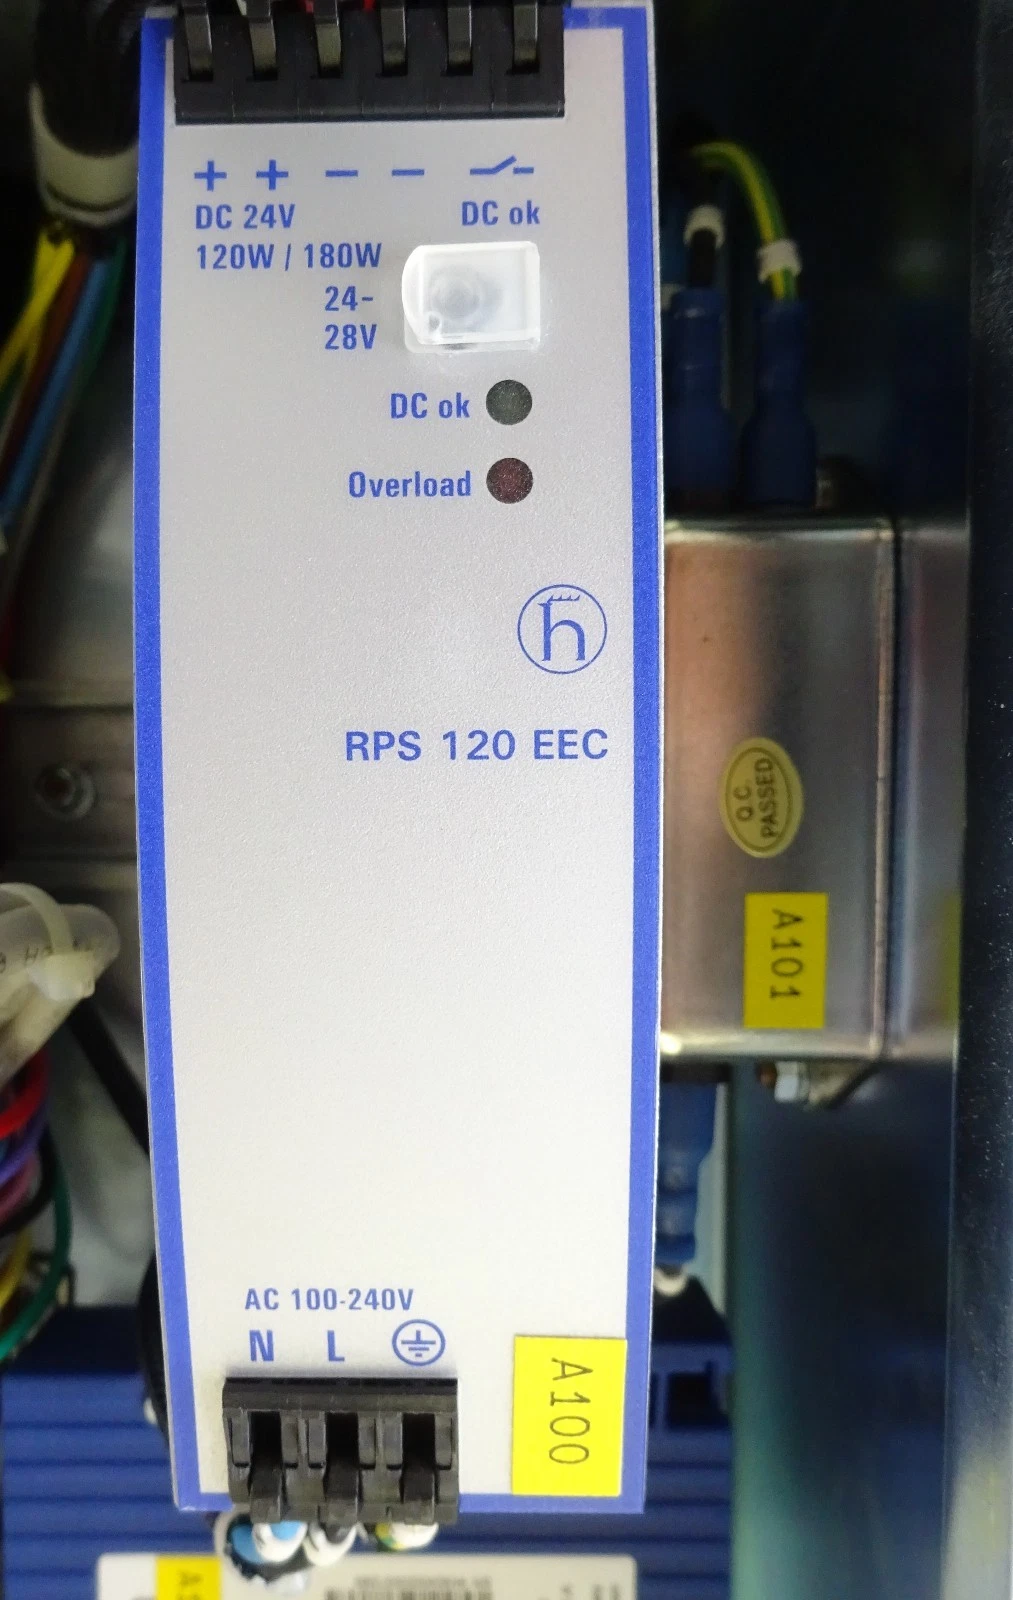 + + − −
DC 24V DC ok
120W / 180W
24-
28V
DC ok
Overload
h
RPS 120 EEC
Q.C.
PASSED
A101
AC 100-240V
N L
A100